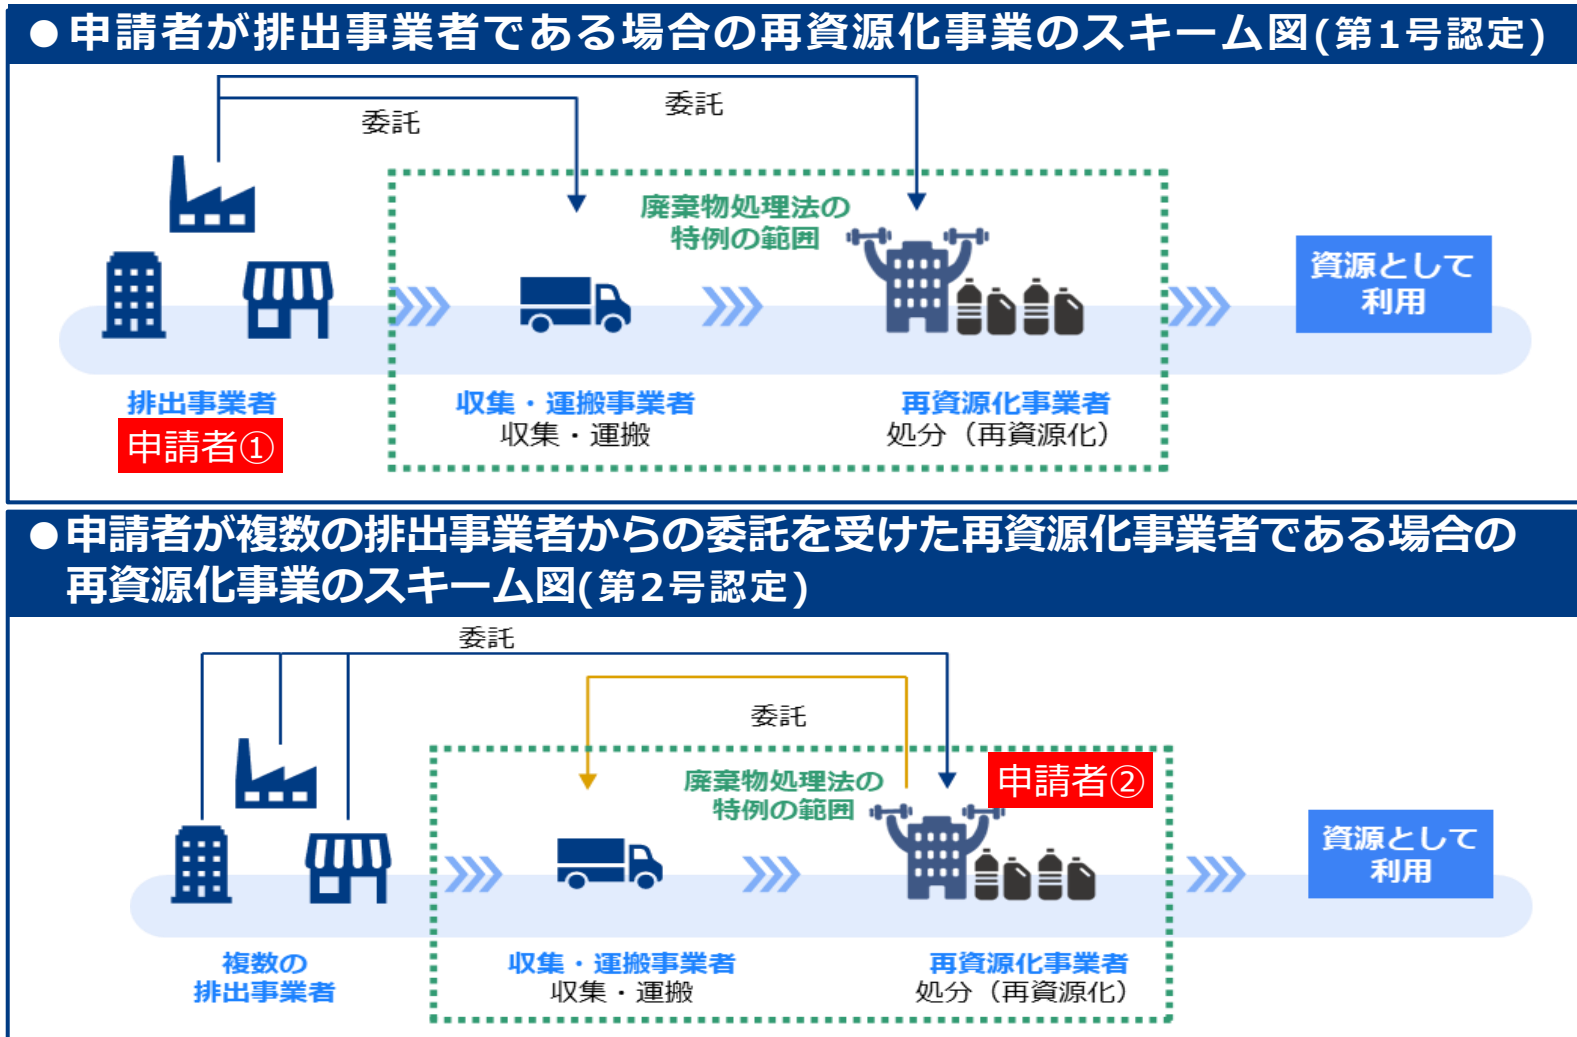 ●申請者が排出事業者である場合の再資源化事業のスキーム図(第1号認定)
委託
委託
廃棄物処理法の
特例の範囲
資源として
利用
排出事業者
申請者①
収集・運搬事業者
収集・運搬
再資源化事業者
処分（再資源化）
●申請者が複数の排出事業者からの委託を受けた再資源化事業者である場合の
再資源化事業のスキーム図(第2号認定)
委託
委託
廃棄物処理法の
特例の範囲
申請者②
資源として
利用
複数の
排出事業者
収集・運搬事業者
収集・運搬
再資源化事業者
処分（再資源化）